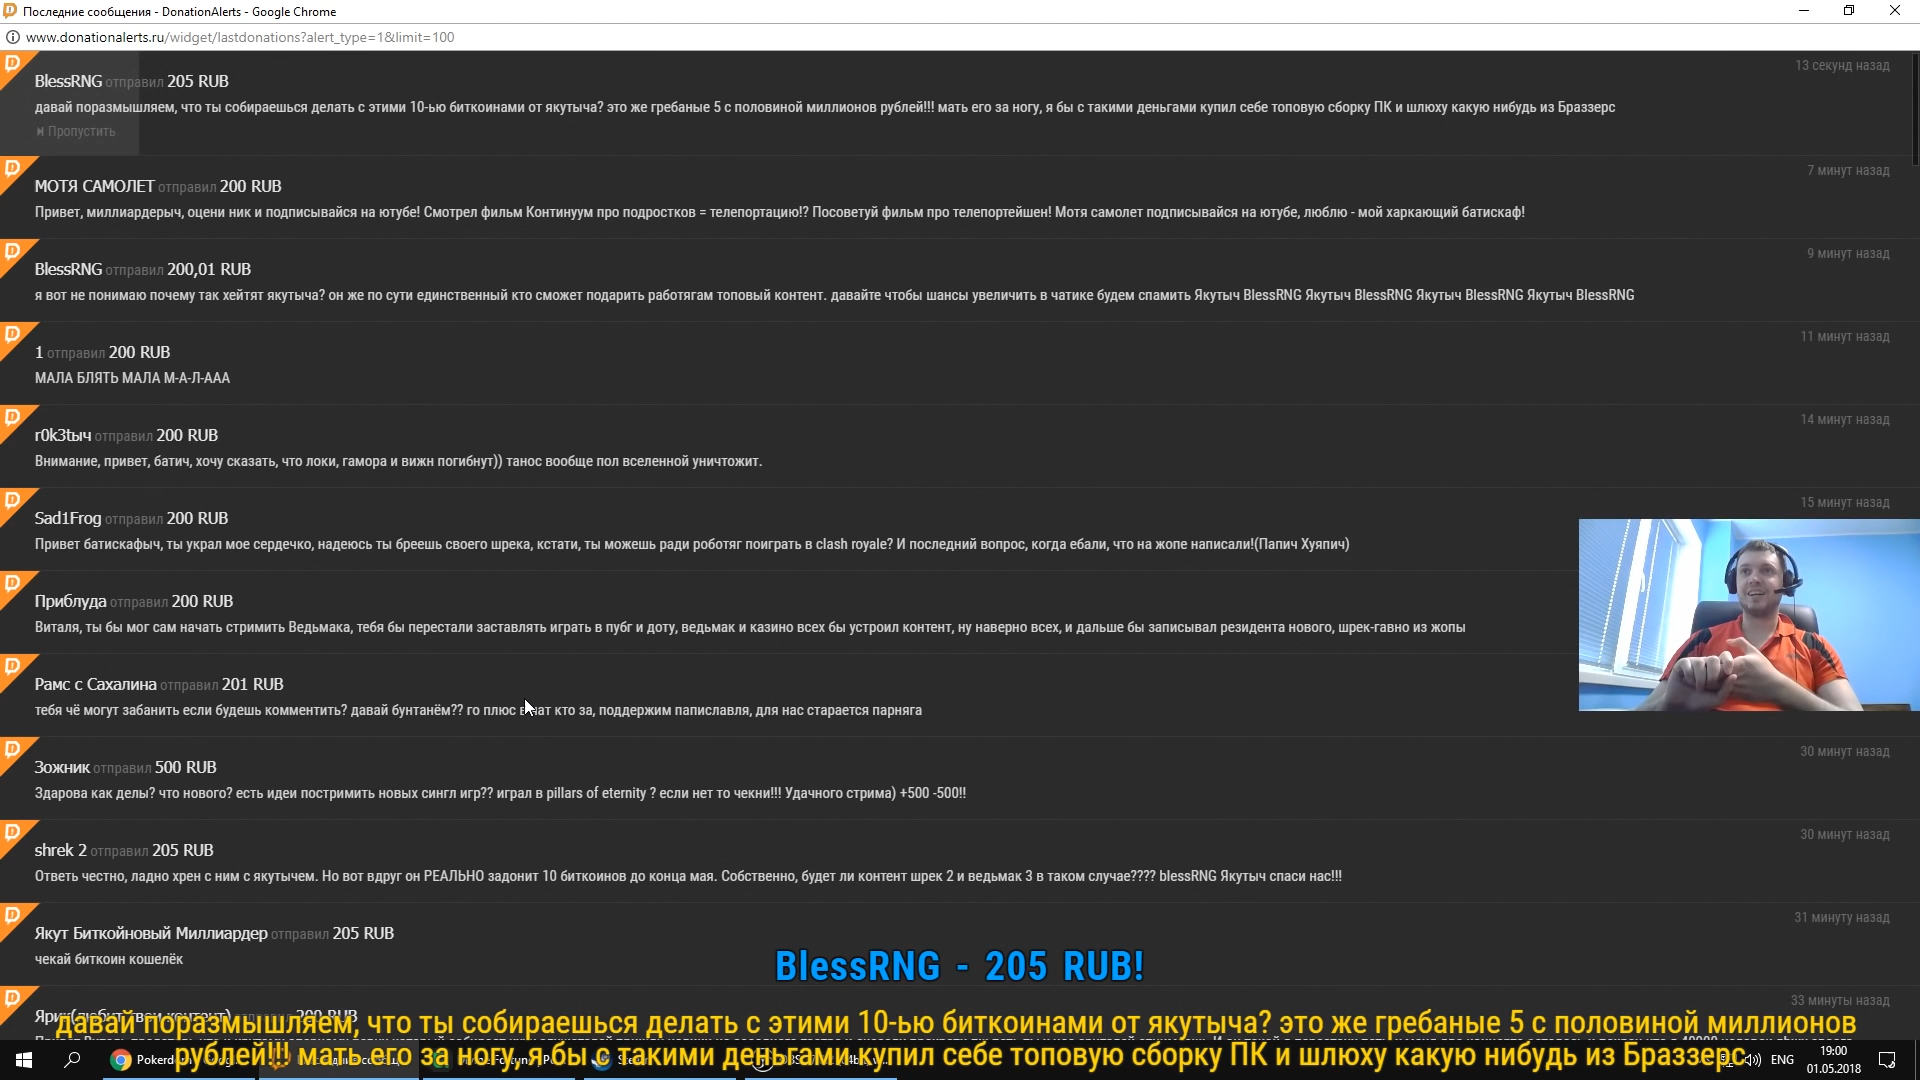 Последние сообщения - DonationAlerts - Google Chrome
www.donationalerts.ru/widget/lastdonations?alert_type=1&limit=100
13 секунд назад
BlessRNG отправил 205 RUB
давай поразмышляем, что ты собираешься делать с этими 10-ью биткоинами от якутыча? это же гребаные 5 с половиной миллионов рублей!!! мать его за ногу, я бы с такими деньгами купил себе топовую сборку ПК и шлюху какую нибудь из Браззерс
Пропустить
7 минут назад
МОТЯ САМОЛЕТ отправил 200 RUB
Привет, миллиардерыч, оцени ник и подписывайся на ютубе! Смотрел фильм Континуум про подростков = телепортацию!? Посоветуй фильм про телепортейшен! Мотя самолет подписывайся на ютубе, люблю - мой харкающий батискаф!
9 минут назад
BlessRNG отправил 200,01 RUB
я вот не понимаю почему так хейтят якутыча? он же по сути единственный кто сможет подарить работягам топовый контент. давайте чтобы шансы увеличить в чатике будем спамить Якутыч BlessRNG Якутыч BlessRNG Якутыч BlessRNG Якутыч BlessRNG
11 минут назад
1 отправил 200 RUB
МАЛА БЛЯТЬ МАЛА М-А-Л-ААА
14 минут назад
r0k3tыч отправил 200 RUB
Внимание, привет, батич, хочу сказать, что локи, гамора и вижн погибнут)) танос вообще пол вселенной уничтожит.
15 минут назад
Sad1Frog отправил 200 RUB
Привет батискафыч, ты украл мое сердечко, надеюсь ты бреешь своего шрека, кстати, ты можешь ради роботяг поиграть в clash royale? И последний вопрос, когда ебали, что на жопе написали!(Папич Хуяпич)
Приблуда отправил 200 RUB
Виталя, ты бы мог сам начать стримить Ведьмака, тебя бы перестали заставлять играть в пубг и доту, ведьмак и казино всех бы устроил контент, ну наверно всех, и дальше бы записывал резидента нового, шрек-гавно из жопы
Рамс с Сахалина отправил 201 RUB
тебя чё могут забанить если будешь комментить? давай бунтанём?? го плюс в чат кто за, поддержим папиславля, для нас старается парняга
30 минут назад
Зожник отправил 500 RUB
Здарова как делы? что нового? есть идеи постримить новых сингл игр?? играл в pillars of eternity ? если нет то чекни!!! Удачного стрима) +500 -500!!
30 минут назад
shrek 2 отправил 205 RUB
Ответь честно, ладно хрен с ним с якутычем. Но вот вдруг он РЕАЛЬНО задонит 10 биткоинов до конца мая. Собственно, будет ли контент шрек 2 и ведьмак 3 в таком случае???? blessRNG Якутыч спаси нас!!!
31 минуту назад
Якут Биткойновый Миллиардер отправил 205 RUB
чекай биткоин кошелёк
BlessRNG - 205 RUB!
33 минуты назад
Ярик(любит твои контент) отправил 200 RUB
давай поразмышляем, что ты собираешься делать с этими 10-ью биткоинами от якутыча? это же гребаные 5 с половиной миллионов
рублей!!! мать его за ногу, я бы с такими деньгами купил себе топовую сборку ПК и шлюху какую нибудь из Браззерс
ENG
19:00
01.05.2018